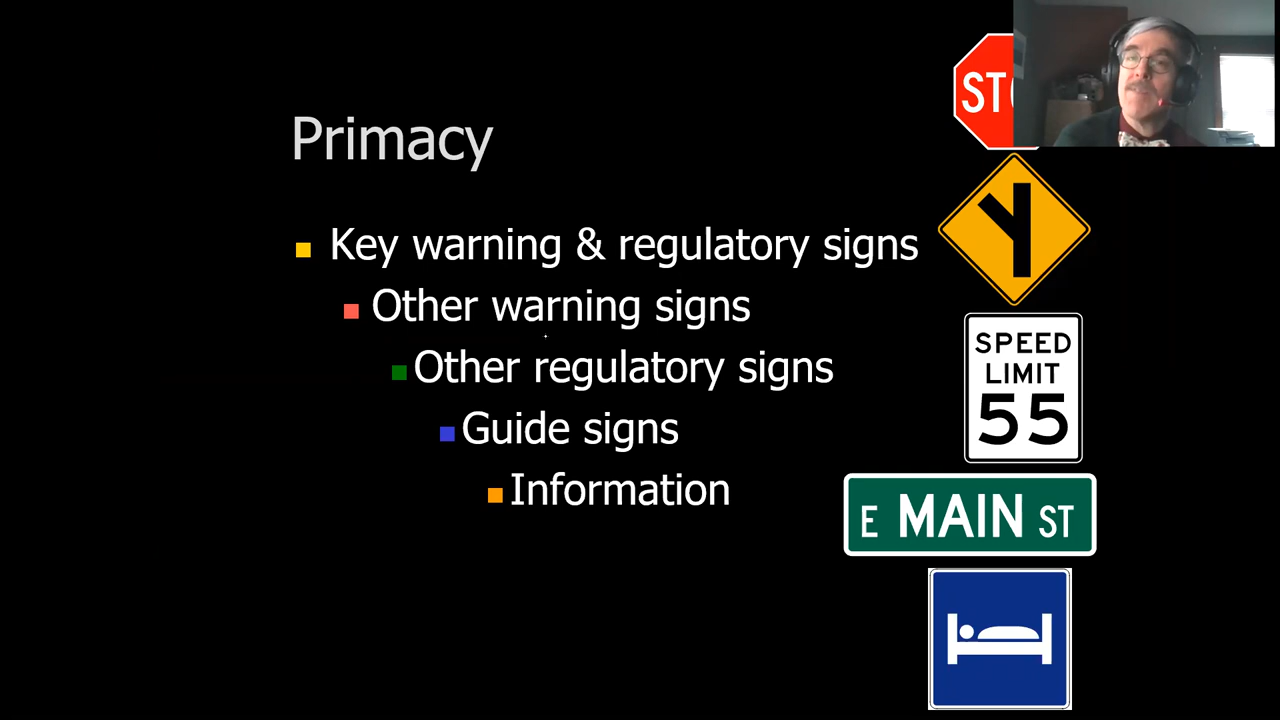 Primacy
Key warning & regulatory signs
Other warning signs
Other regulatory signs
Guide signs
Information
SPEED
LIMIT
55
E MAIN ST